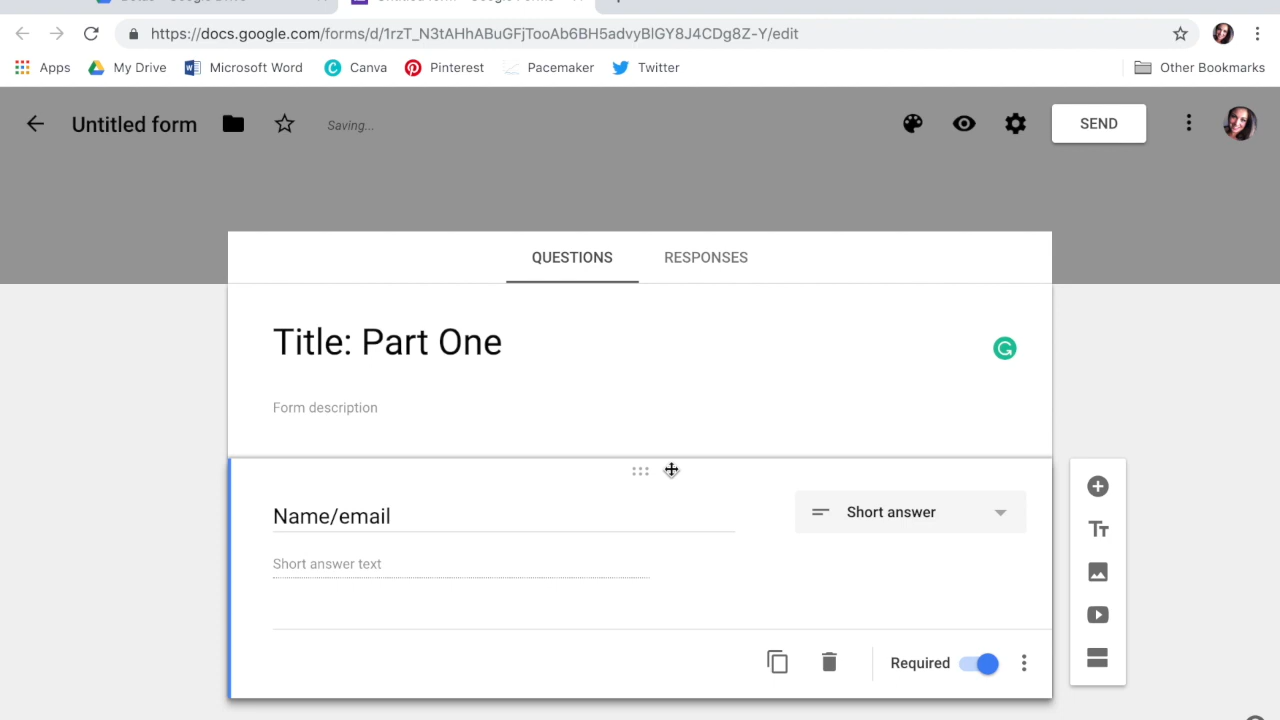 https://docs.google.com/forms/d/1rzT_N3tAHhABuGFjTooAb6BH5advyBlGY8J4CDg8Z-Y/edit
Apps My Drive Microsoft Word Canva Pinterest Pacemaker Twitter Other Bookmarks
Untitled form Saving... SEND
QUESTIONS RESPONSES
Title: Part One
Form description
Name/email Short answer
Short answer text
Required